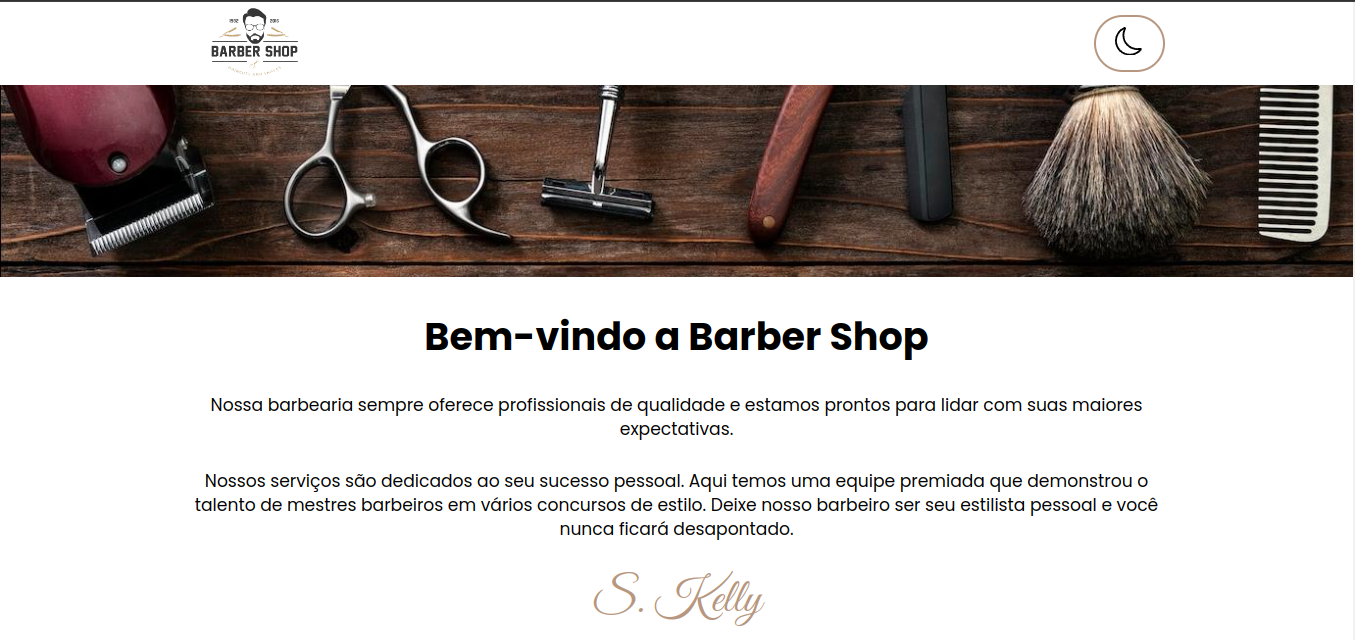 1902 2016
BARBER SHOP
Bem-vindo a Barber Shop
Nossa barbearia sempre oferece profissionais de qualidade e estamos prontos para lidar com suas maiores
expectativas.
Nossos serviços são dedicados ao seu sucesso pessoal. Aqui temos uma equipe premiada que demonstrou o
talento de mestres barbeiros em vários concursos de estilo. Deixe nosso barbeiro ser seu estilista pessoal e você
nunca ficará desapontado.
S. Kelly